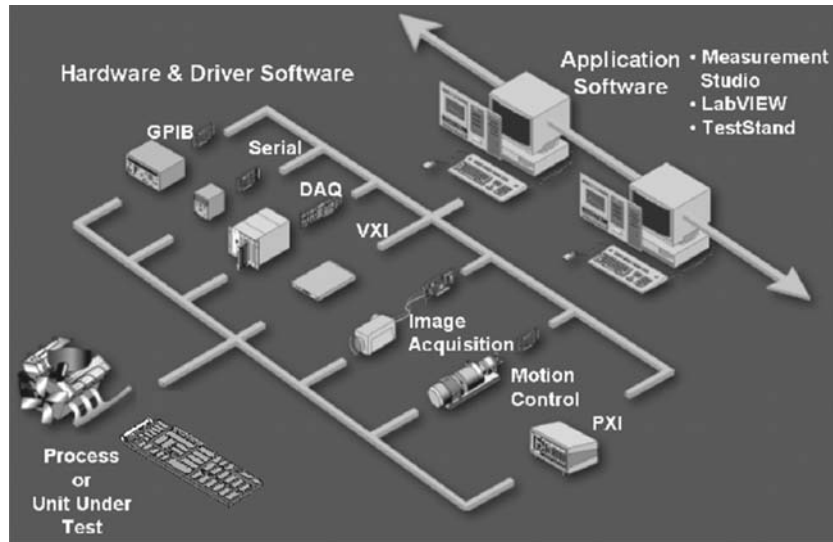 Hardware & Driver Software
Application
Software
• Measurement
Studio
• LabVIEW
• TestStand
GPIB
Serial
DAQ
VXI
Image
Acquisition
Motion
Control
PXI
Process
or
Unit Under
Test